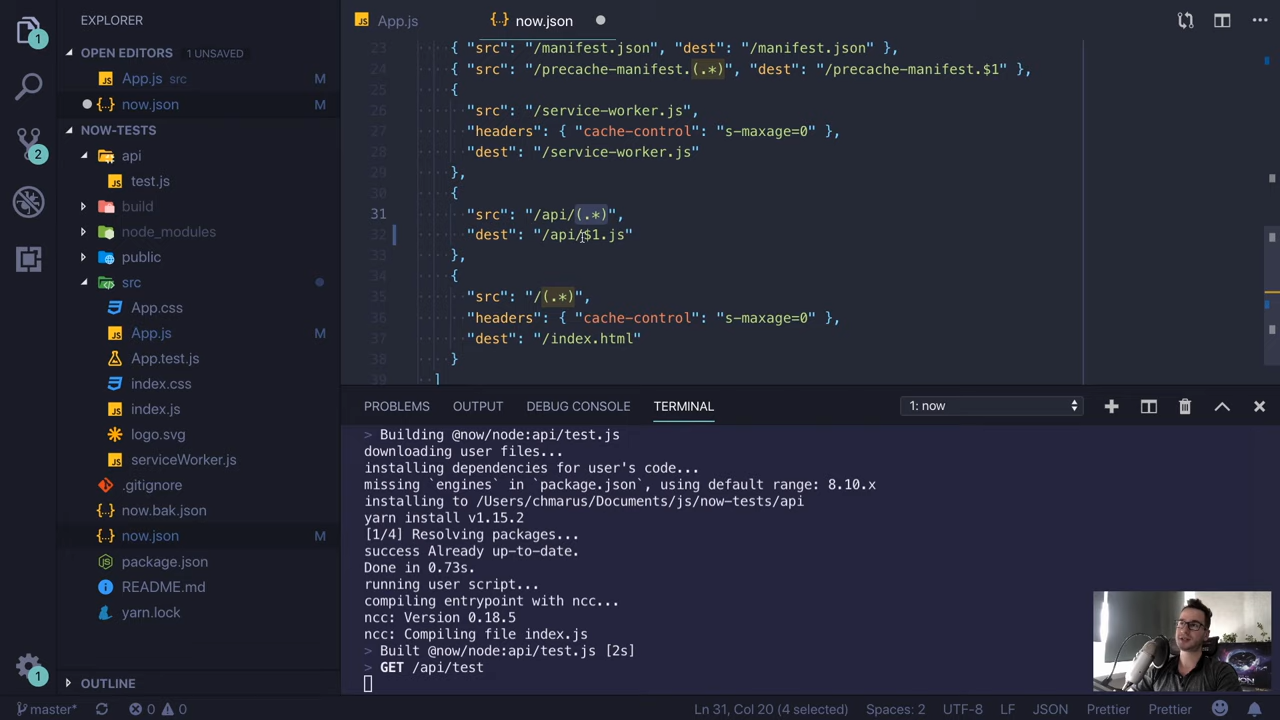 EXPLORER
OPEN EDITORS 1 UNSAVED
App.js src M
now.json M
NOW-TESTS
api
test.js
build
node_modules
public
src
App.css
App.js M
App.test.js
index.css
index.js
logo.svg
serviceWorker.js
.gitignore
now.bak.json
now.json M
package.json
README.md
yarn.lock
OUTLINE
1
2
1
App.js
now.json
23 { "src": "/manifest.json", "dest": "/manifest.json" },
24 { "src": "/precache-manifest.(.*)", "dest": "/precache-manifest.$1" },
25 {
26 "src": "/service-worker.js",
27 "headers": { "cache-control": "s-maxage=0" },
28 "dest": "/service-worker.js"
29 },
30 {
31 "src": "/api/(.*)",
32 "dest": "/api/$1.js"
33 },
34 {
35 "src": "/(.*)",
36 "headers": { "cache-control": "s-maxage=0" },
37 "dest": "/index.html"
38 }
39 ]
PROBLEMS OUTPUT DEBUG CONSOLE TERMINAL 1: now
> Building @now/node:api/test.js
downloading user files...
installing dependencies for user's code...
missing `engines` in `package.json`, using default range: 8.10.x
installing to /Users/chmarus/Documents/js/now-tests/api
yarn install v1.15.2
[1/4] Resolving packages...
success Already up-to-date.
Done in 0.73s.
running user script...
compiling entrypoint with ncc...
ncc: Version 0.18.5
ncc: Compiling file index.js
> Built @now/node:api/test.js [2s]
> GET /api/test
master* 0 0 Ln 31, Col 20 (4 selected) Spaces: 2 UTF-8 LF JSON Prettier Prettier